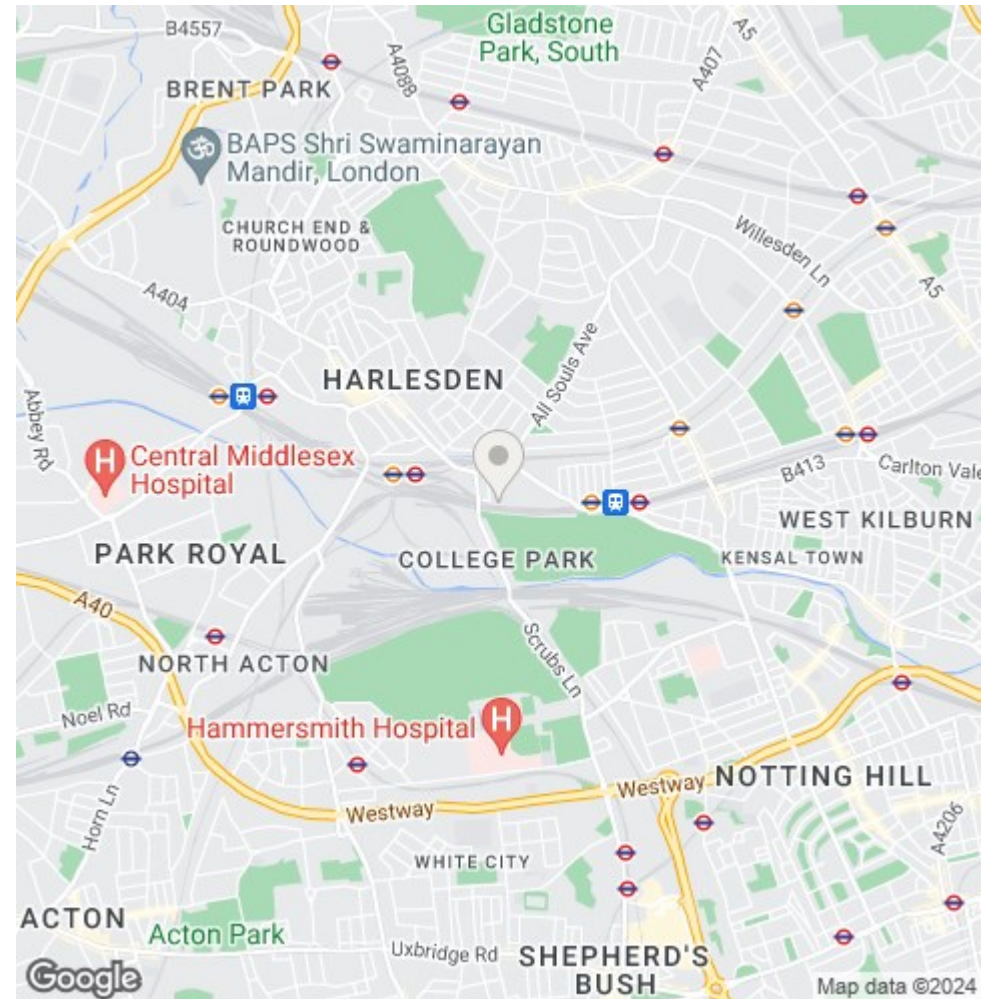 Gladstone
Park, South
B4557
A4088
A407
A5
BRENT PARK
BAPS Shri Swaminarayan
Mandir, London
CHURCH END &
ROUNDWOOD
Willesden Ln
A404
A5
HARLESDEN
All Souls Ave
Abbey Rd
H
Central Middlesex
Hospital
B413
Carlton Vale
WEST KILBURN
PARK ROYAL
COLLEGE PARK
KENSAL TOWN
A40
Scrubs Ln
NORTH ACTON
Noel Rd
Hammersmith Hospital
H
Horn Ln
Westway
Westway
NOTTING HILL
A206
WHITE CITY
ACTON
Acton Park
Uxbridge Rd
SHEPHERD'S
BUSH
Google
Map data ©2024